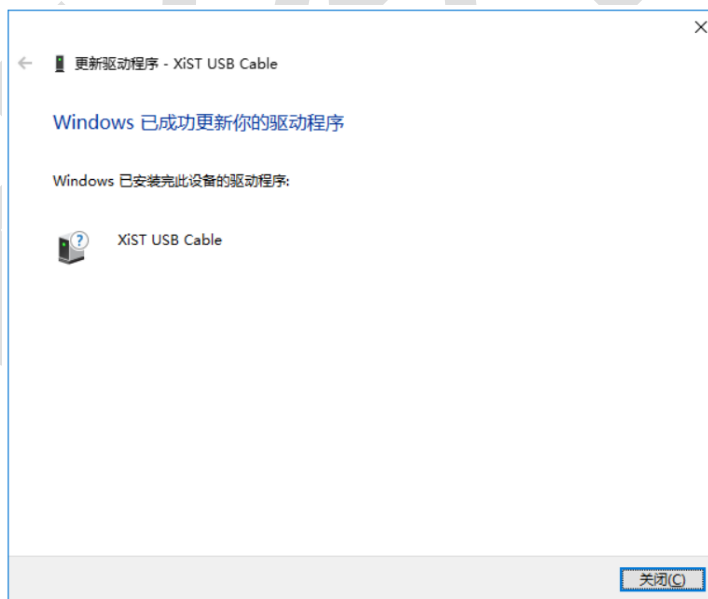 更新驱动程序 - XiST USB Cable
Windows 已成功更新你的驱动程序
Windows 已安装完此设备的驱动程序:
XiST USB Cable
关闭(C)